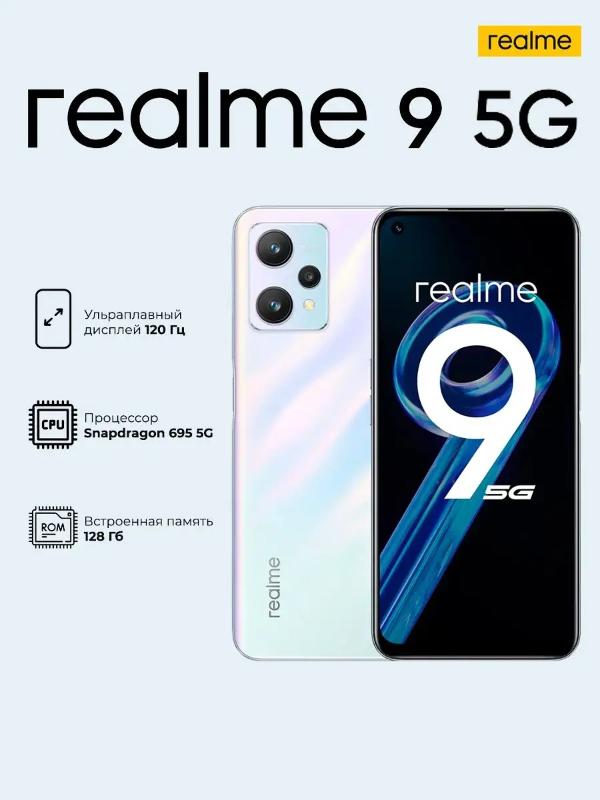 realme
realme 9 5G
Ульраплавный
дисплей 120 Гц
CPU
Процессор
Snapdragon 695 5G
ROM
Встроенная память
128 Гб
realme
realme
9
5G